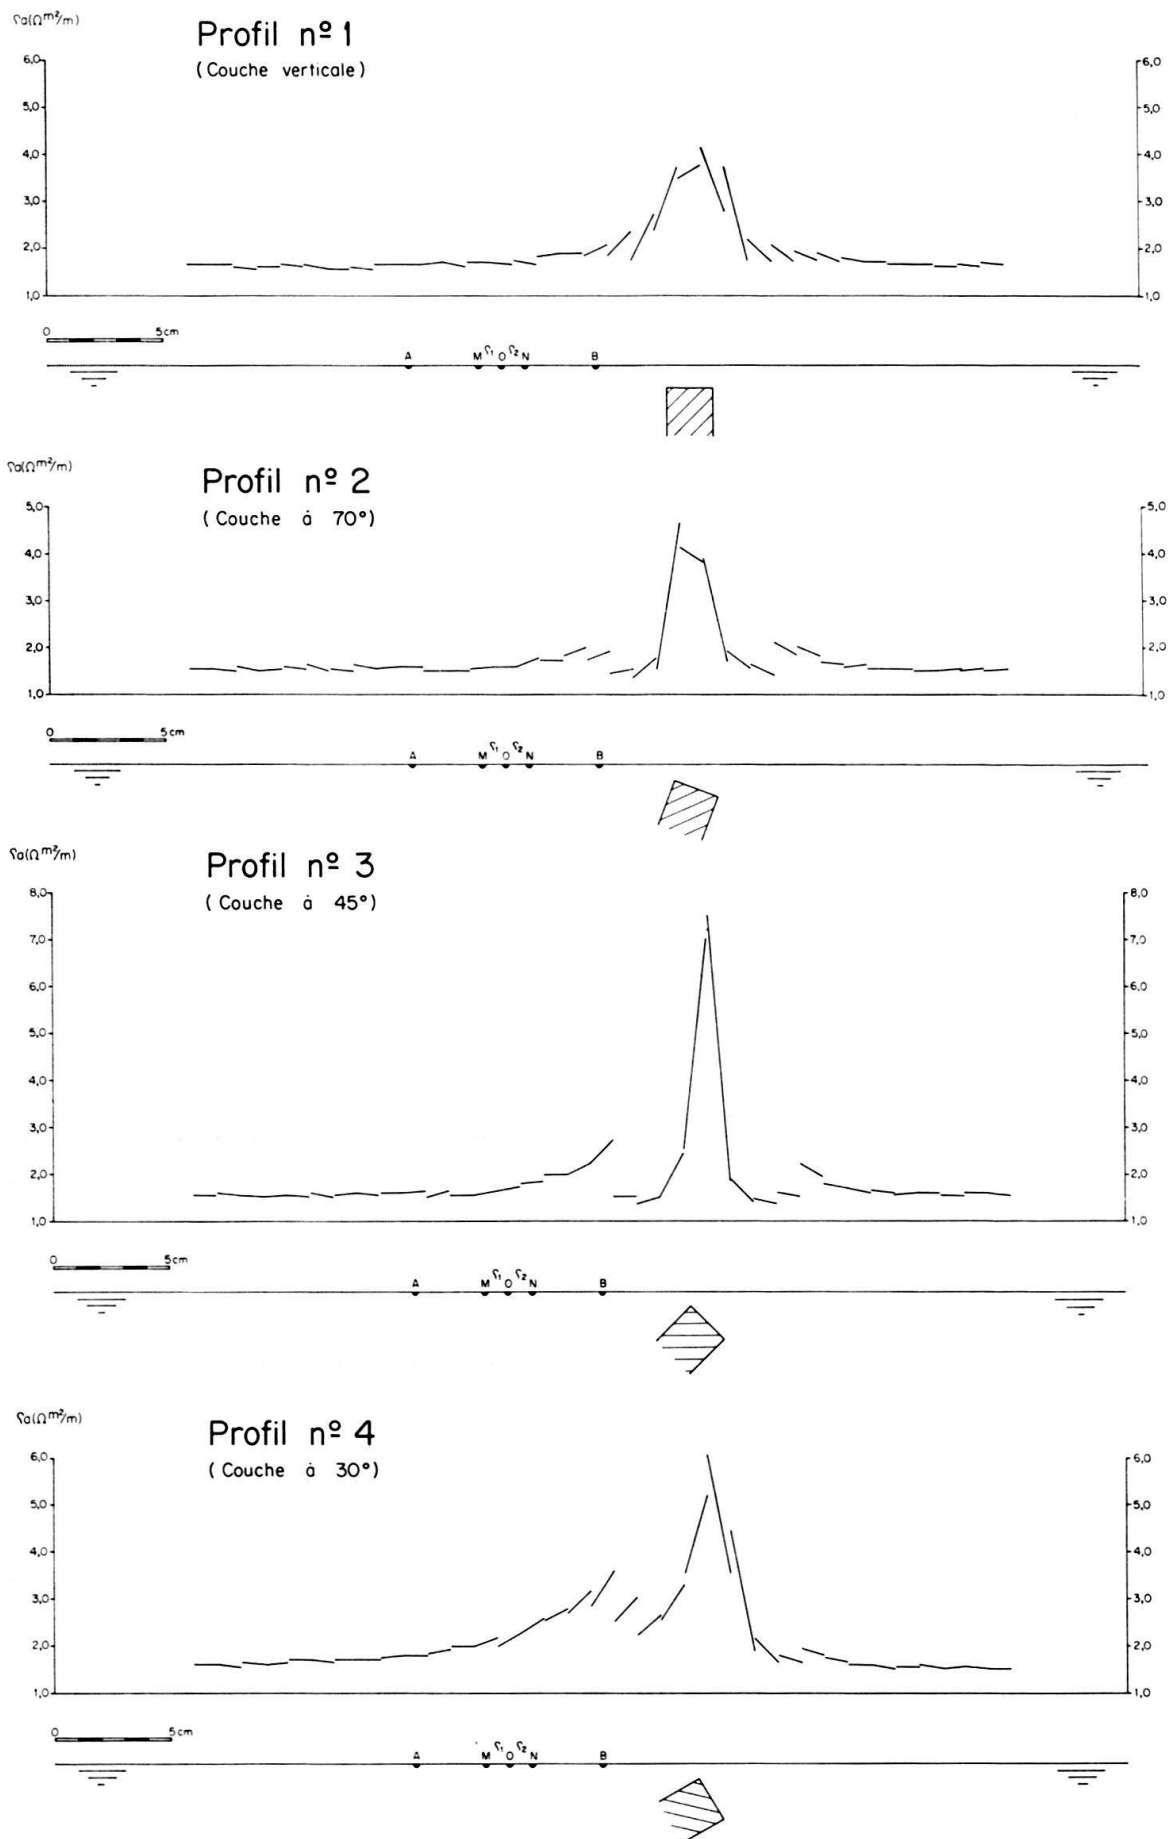 ρa(Ωm²/m)
Profil nº 1
(Couche verticale)
6,0 6,0
5,0 5,0
4,0 4,0
3,0 3,0
2,0 2,0
1,0 1,0
0 5cm
A M ρ1 O ρ2 N B
ρa(Ωm²/m)
Profil nº 2
(Couche à 70°)
5,0 5,0
4,0 4,0
3,0 3,0
2,0 2,0
1,0 1,0
0 5cm
A M ρ1 O ρ2 N B
ρa(Ωm²/m)
Profil nº 3
(Couche à 45°)
8,0 8,0
7,0 7,0
6,0 6,0
5,0 5,0
4,0 4,0
3,0 3,0
2,0 2,0
1,0 1,0
0 5cm
A M ρ1 O ρ2 N B
ρa(Ωm²/m)
Profil nº 4
(Couche à 30°)
6,0 6,0
5,0 5,0
4,0 4,0
3,0 3,0
2,0 2,0
1,0 1,0
0 5cm
A M ρ1 O ρ2 N B